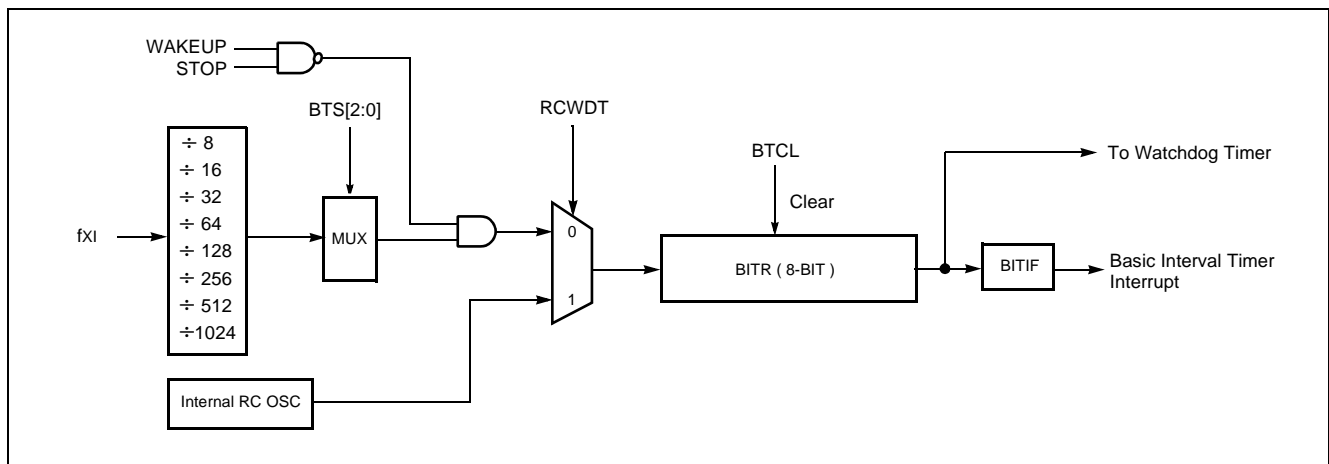 WAKEUP
STOP
BTS[2:0]
RCWDT
BTCL
Clear
To Watchdog Timer
÷ 8
÷ 16
÷ 32
÷ 64
÷ 128
÷ 256
÷ 512
÷1024
fXI
MUX
0
1
BITR ( 8-BIT )
BITIF
Basic Interval Timer
Interrupt
Internal RC OSC